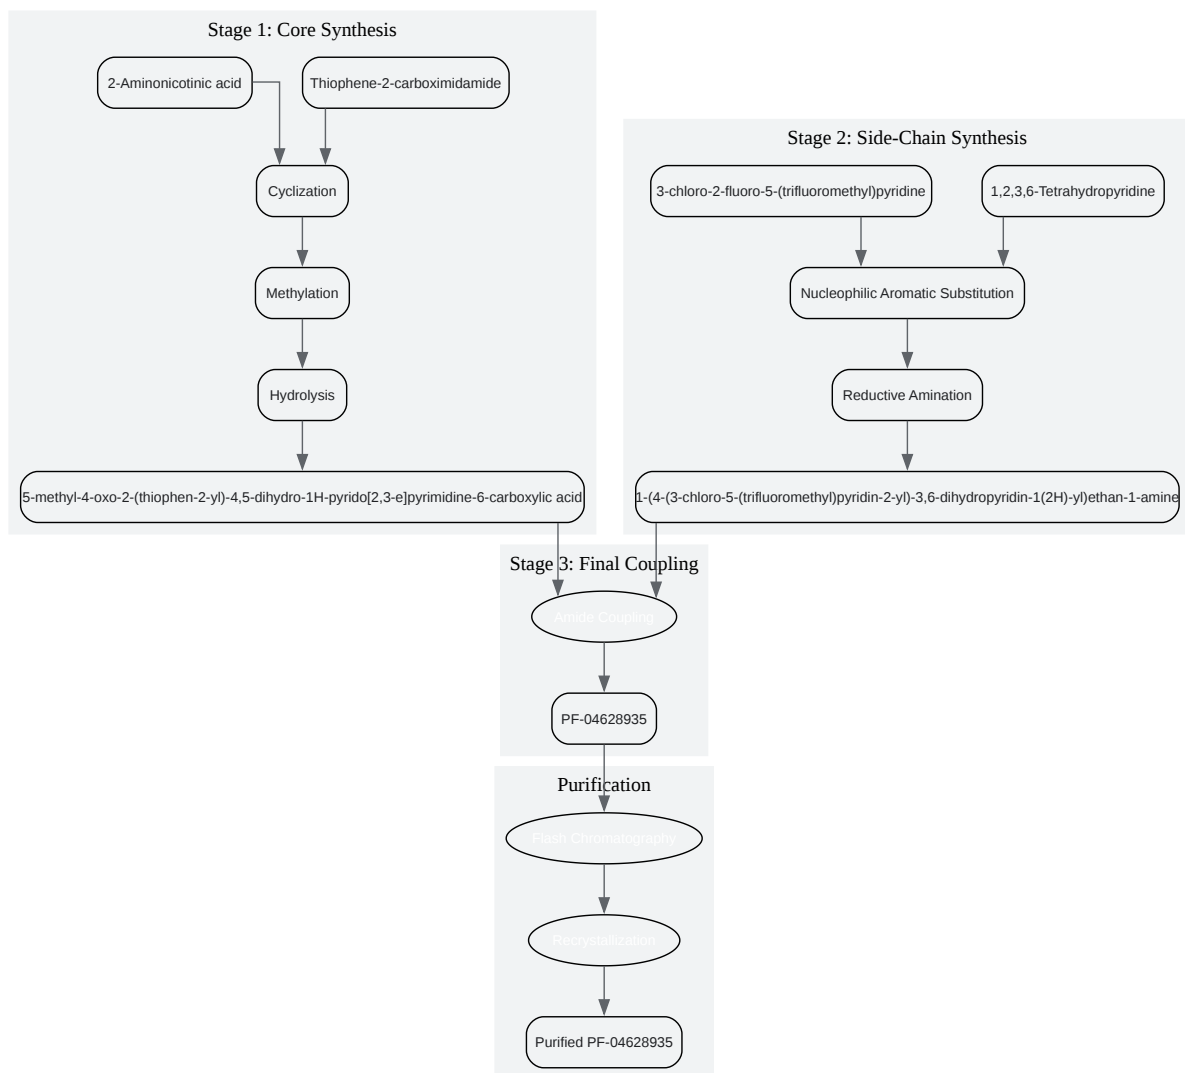 Stage 1: Core Synthesis
2-Aminonicotinic acid
Thiophene-2-carboximidamide
Cyclization
Methylation
Hydrolysis
5-methyl-4-oxo-2-(thiophen-2-yl)-4,5-dihydro-1H-pyrido[2,3-e]pyrimidine-6-carboxylic acid
Stage 2: Side-Chain Synthesis
3-chloro-2-fluoro-5-(trifluoromethyl)pyridine
1,2,3,6-Tetrahydropyridine
Nucleophilic Aromatic Substitution
Reductive Amination
1-(4-(3-chloro-5-(trifluoromethyl)pyridin-2-yl)-3,6-dihydropyridin-1(2H)-yl)ethan-1-amine
Stage 3: Final Coupling
Amide Coupling
PF-04628935
Purification
Flash Chromatography
Recrystallization
Purified PF-04628935